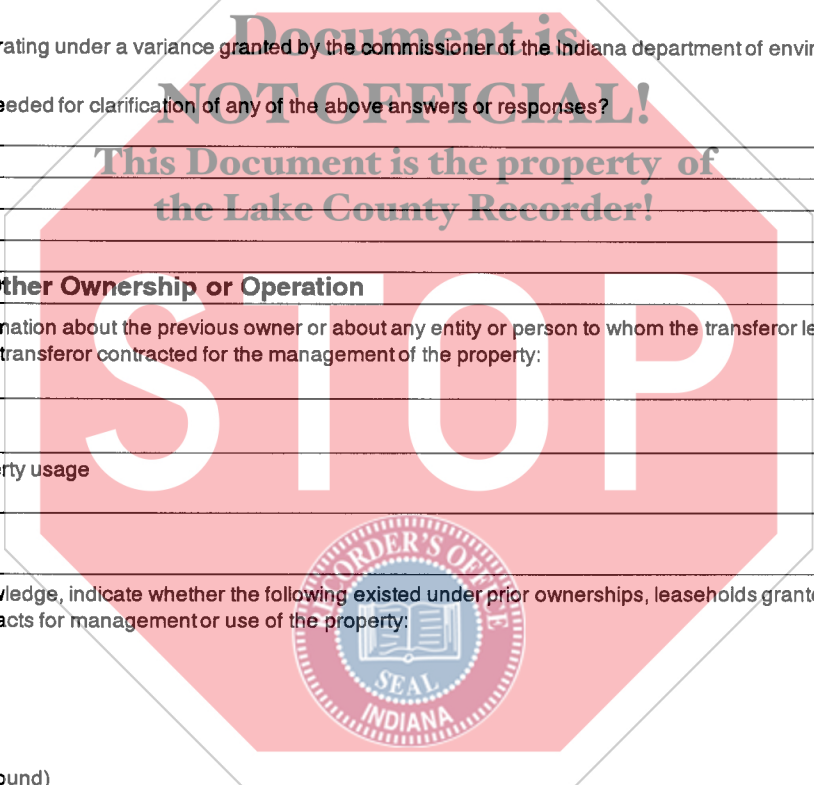 Document is
rating under a variance granted by the commissioner of the Indiana department of envir
eeded for clarification of any of the above answers or responses?
NOT OFFICIAL!
This Document is the property of
the Lake County Recorder!
ther Ownership or Operation
nation about the previous owner or about any entity or person to whom the transferor le
transferor contracted for the management of the property:
STOP
rty usage
RECORDER'S OFFICE
ledge, indicate whether the following existed under prior ownerships, leaseholds grante
acts for management or use of the property:
SEAL
INDIANA
ound)